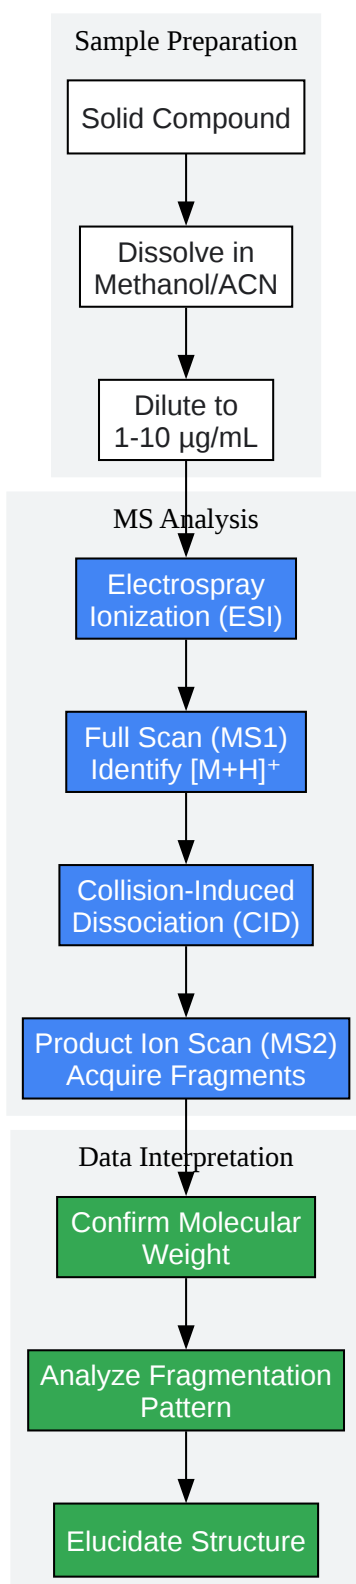 Sample Preparation
Solid Compound
Dissolve in
Methanol/ACN
Dilute to
1-10 µg/mL
MS Analysis
Electrospray
Ionization (ESI)
Full Scan (MS1)
Identify [M+H]⁺
Collision-Induced
Dissociation (CID)
Product Ion Scan (MS2)
Acquire Fragments
Data Interpretation
Confirm Molecular
Weight
Analyze Fragmentation
Pattern
Elucidate Structure